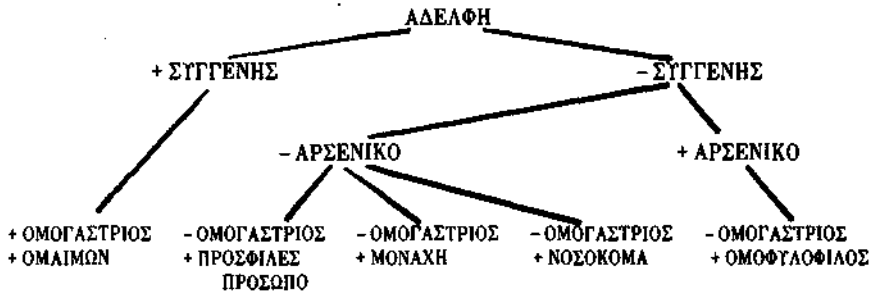 ΑΔΕΛΦΗ
+ ΣΥΓΓΕΝΗΣ
– ΣΥΓΓΕΝΗΣ
– ΑΡΣΕΝΙΚΟ
+ ΑΡΣΕΝΙΚΟ
+ ΟΜΟΓΑΣΤΡΙΟΣ
+ ΟΜΑΙΜΩΝ
– ΟΜΟΓΑΣΤΡΙΟΣ
+ ΠΡΟΣΦΙΛΕΣ
ΠΡΟΣΩΠΟ
– ΟΜΟΓΑΣΤΡΙΟΣ
+ ΜΟΝΑΧΗ
– ΟΜΟΓΑΣΤΡΙΟΣ
+ ΝΟΣΟΚΟΜΑ
– ΟΜΟΓΑΣΤΡΙΟΣ
+ ΟΜΟΦΥΛΟΦΙΛΟΣ